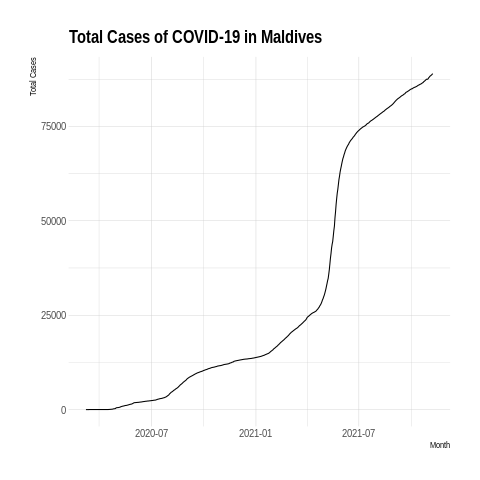 Total Cases of COVID-19 in Maldives
Total Cases
75000
50000
25000
0
2020-07
2021-01
2021-07
Month